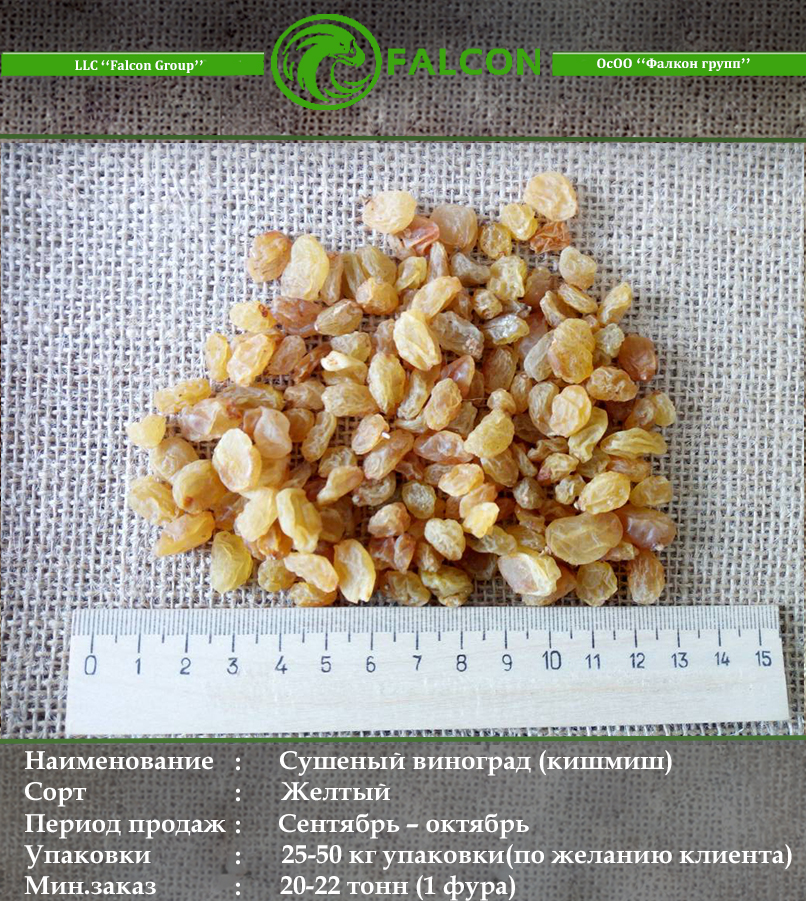 LLC “Falcon Group”
FALCON
ОсОО “Фалкон групп”
0 1 2 3 4 5 6 7 8 9 10 11 12 13 14 15
Наименование : Сушеный виноград (кишмиш)
Сорт : Желтый
Период продаж : Сентябрь – октябрь
Упаковки : 25-50 кг упаковки(по желанию клиента)
Мин.заказ : 20-22 тонн (1 фура)